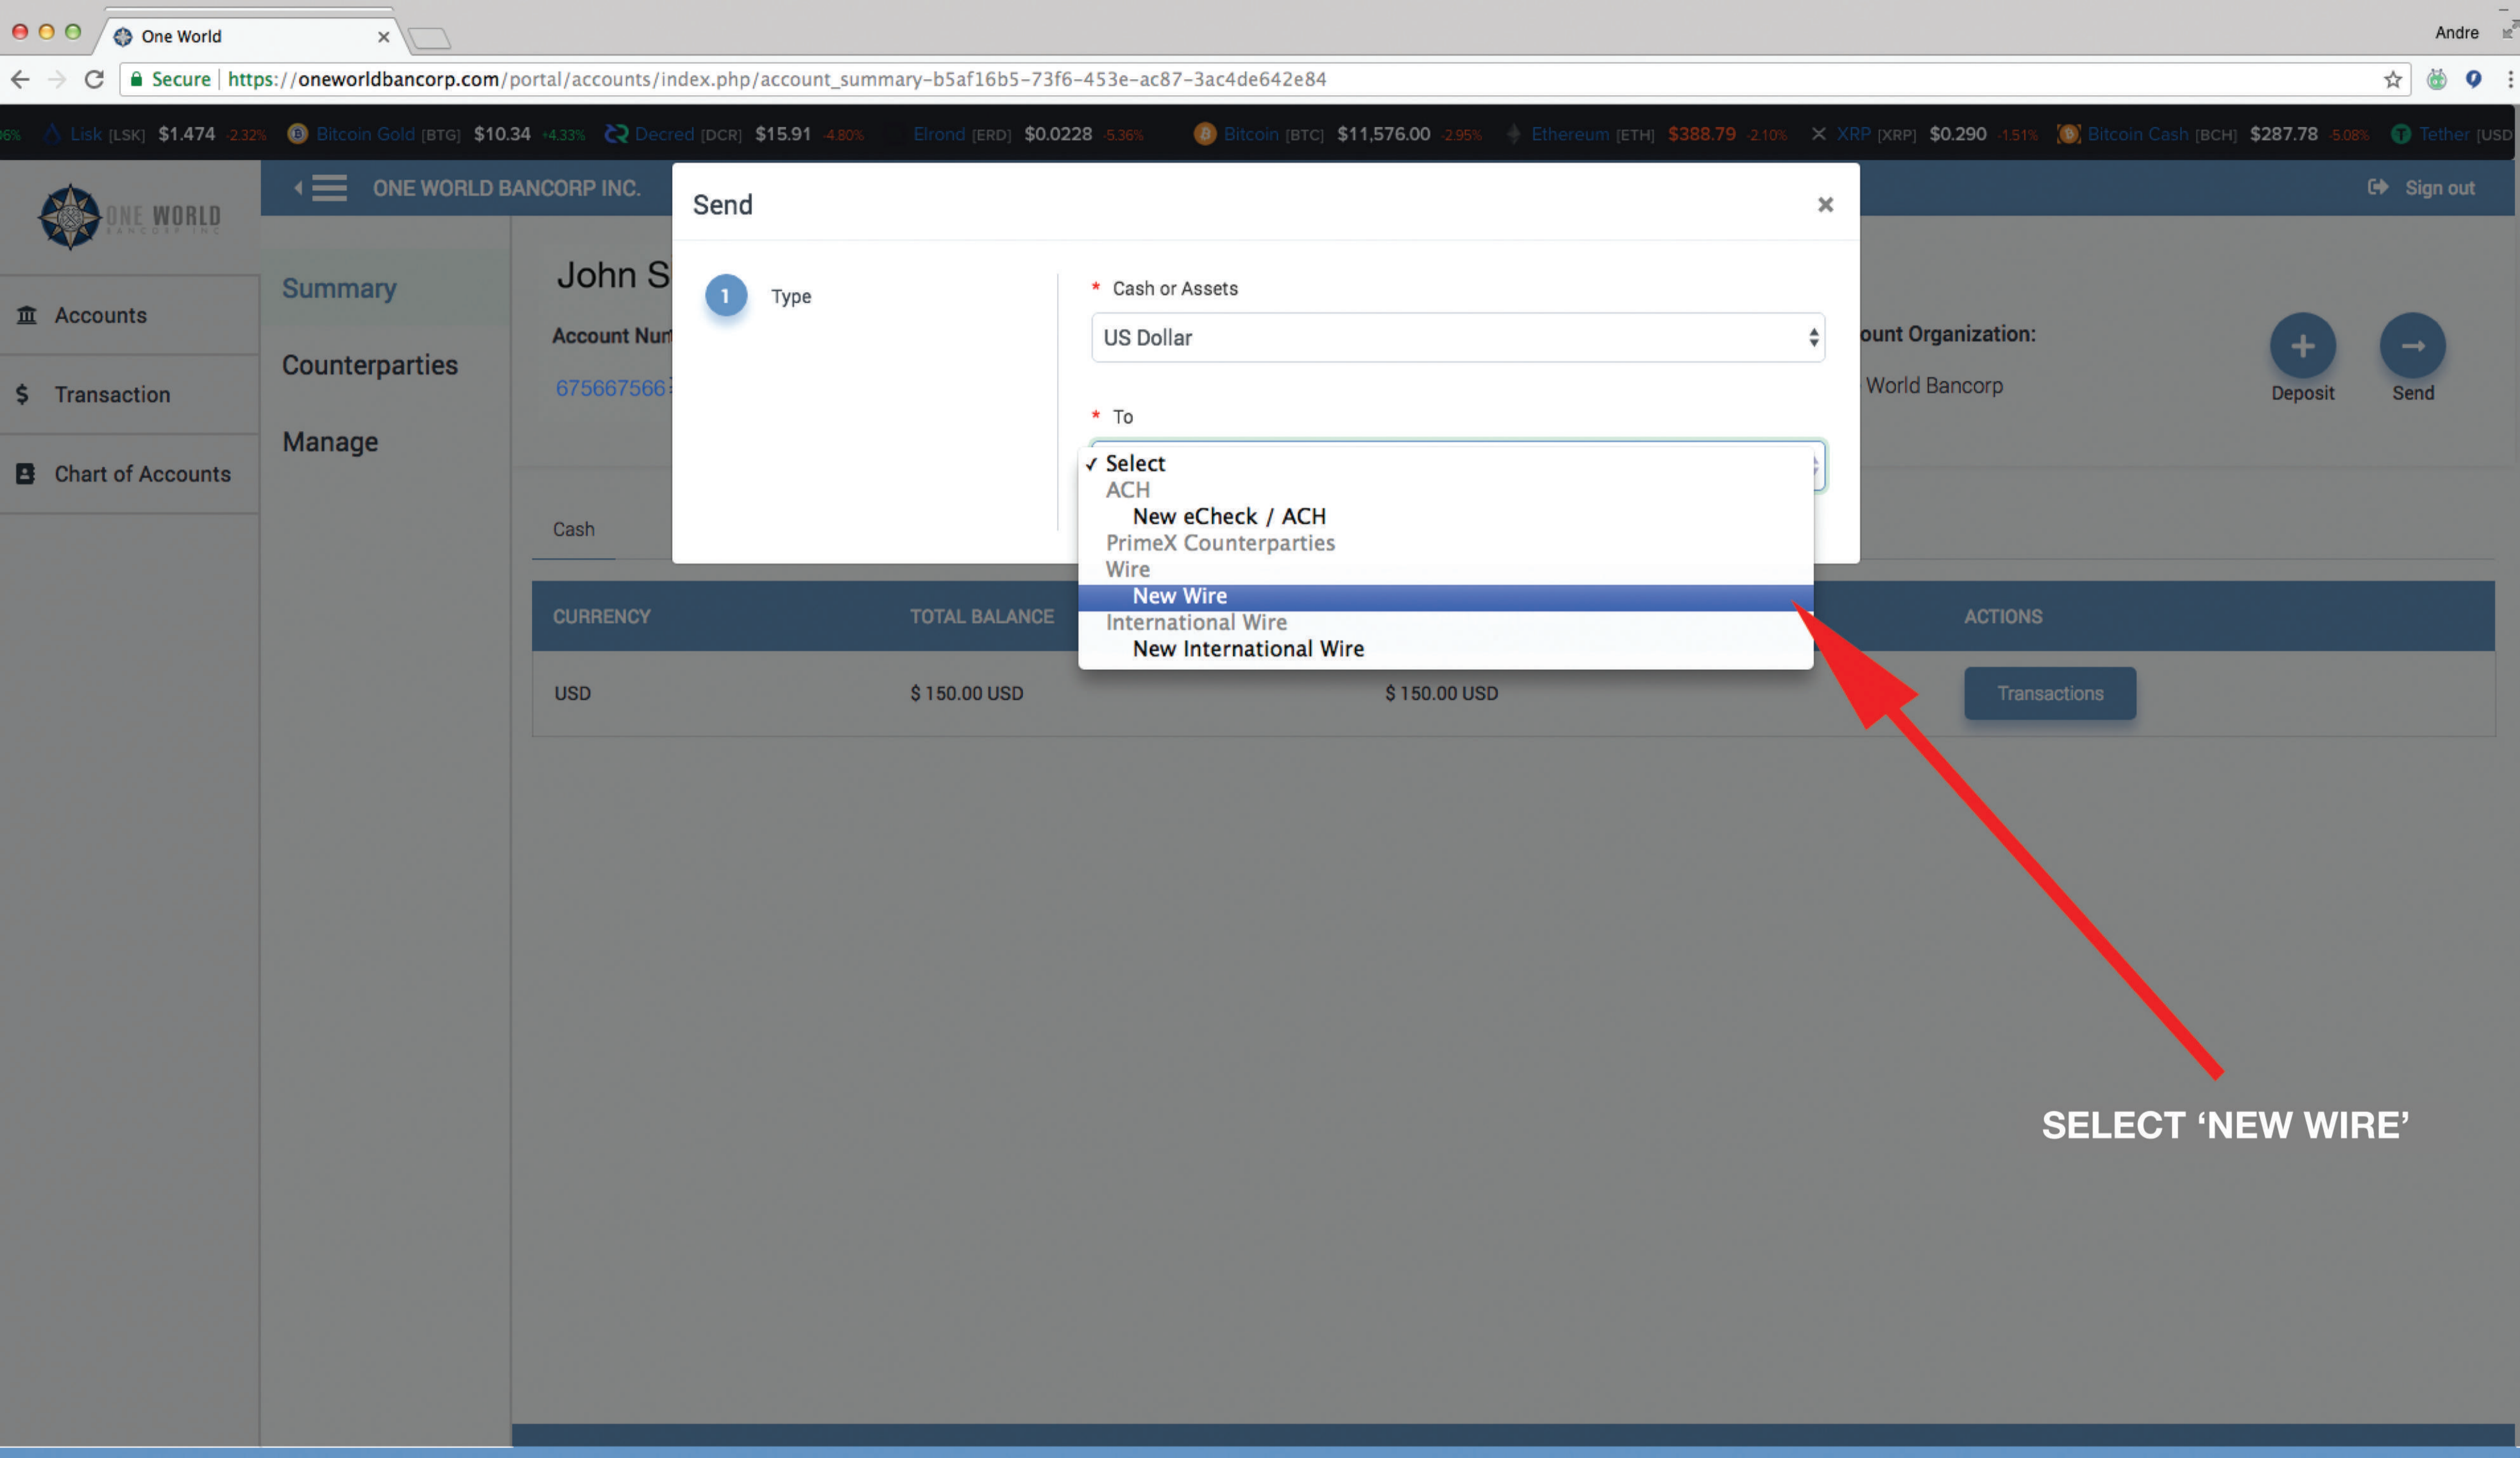 One World
Andre
Secure | https://oneworldbancorp.com/portal/accounts/index.php/account_summary-b5af16b5-73f6-453e-ac87-3ac4de642e84
06% Lisk [LSK] $1.474 -2.32% Bitcoin Gold [BTG] $10.34 +4.33% Decred [DCR] $15.91 -4.80% Elrond [ERD] $0.0228 -5.36% Bitcoin [BTC] $11,576.00 -2.95% Ethereum [ETH] $388.79 -2.10% XRP [XRP] $0.290 -1.51% Bitcoin Cash [BCH] $287.78 -5.08% Tether [USD
ONE WORLD
BANCORP INC
ONE WORLD BANCORP INC.
Sign out
Accounts
Transaction
Chart of Accounts
Summary
Counterparties
Manage
John S
Account Num
675667566
ount Organization:
World Bancorp
Deposit
Send
Send
1 Type
* Cash or Assets
US Dollar
* To
✓ Select
ACH
New eCheck / ACH
PrimeX Counterparties
Wire
New Wire
International Wire
New International Wire
Cash
CURRENCY TOTAL BALANCE ACTIONS
USD $ 150.00 USD $ 150.00 USD Transactions
SELECT ‘NEW WIRE’